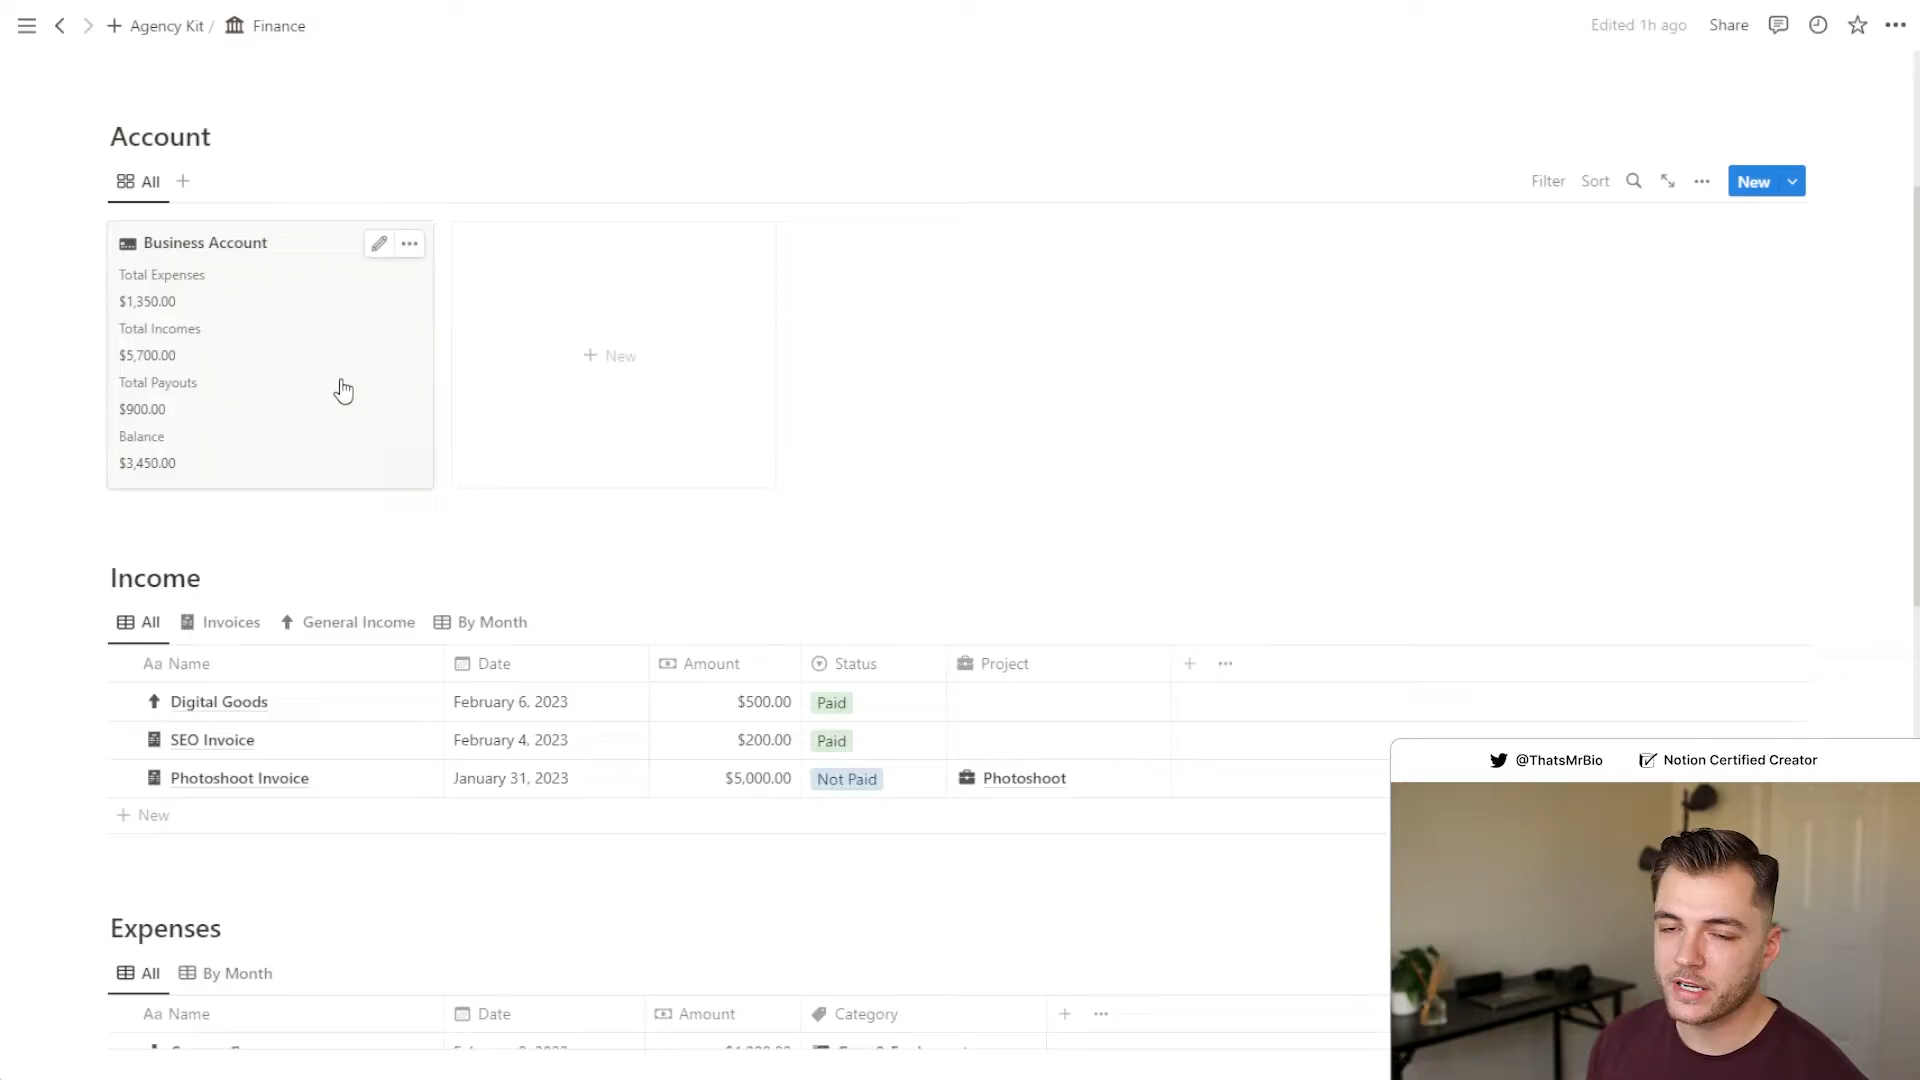 Agency Kit / Finance
Edited 1h ago Share
Account
All
Filter Sort New
Business Account
Total Expenses
$1,350.00
Total Incomes
$5,700.00
Total Payouts
$900.00
Balance
$3,450.00
New
Income
All Invoices General Income By Month
Aa Name Date Amount Status Project
Digital Goods February 6, 2023 $500.00 Paid
SEO Invoice February 4, 2023 $200.00 Paid
Photoshoot Invoice January 31, 2023 $5,000.00 Not Paid Photoshoot
New
@ThatsMrBio Notion Certified Creator
Expenses
All By Month
Aa Name Date Amount Category